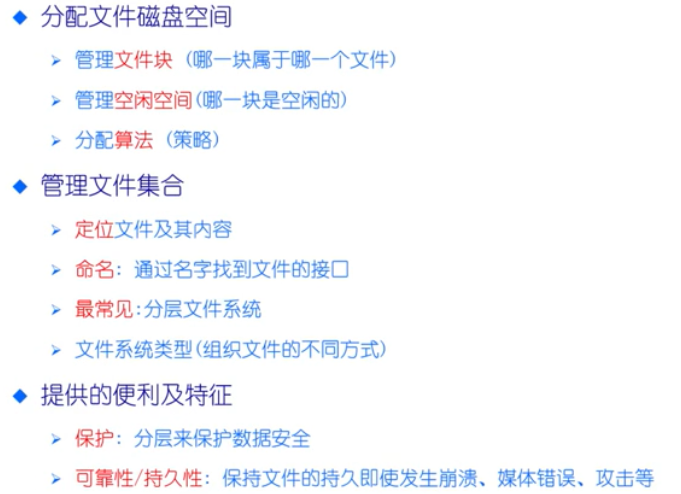 分配文件磁盘空间
管理文件块 (哪一块属于哪一个文件)
管理空闲空间(哪一块是空闲的)
分配算法 (策略)
管理文件集合
定位文件及其内容
命名: 通过名字找到文件的接口
最常见:分层文件系统
文件系统类型(组织文件的不同方式)
提供的便利及特征
保护: 分层来保护数据安全
可靠性/持久性: 保持文件的持久即使发生崩溃、媒体错误、攻击等